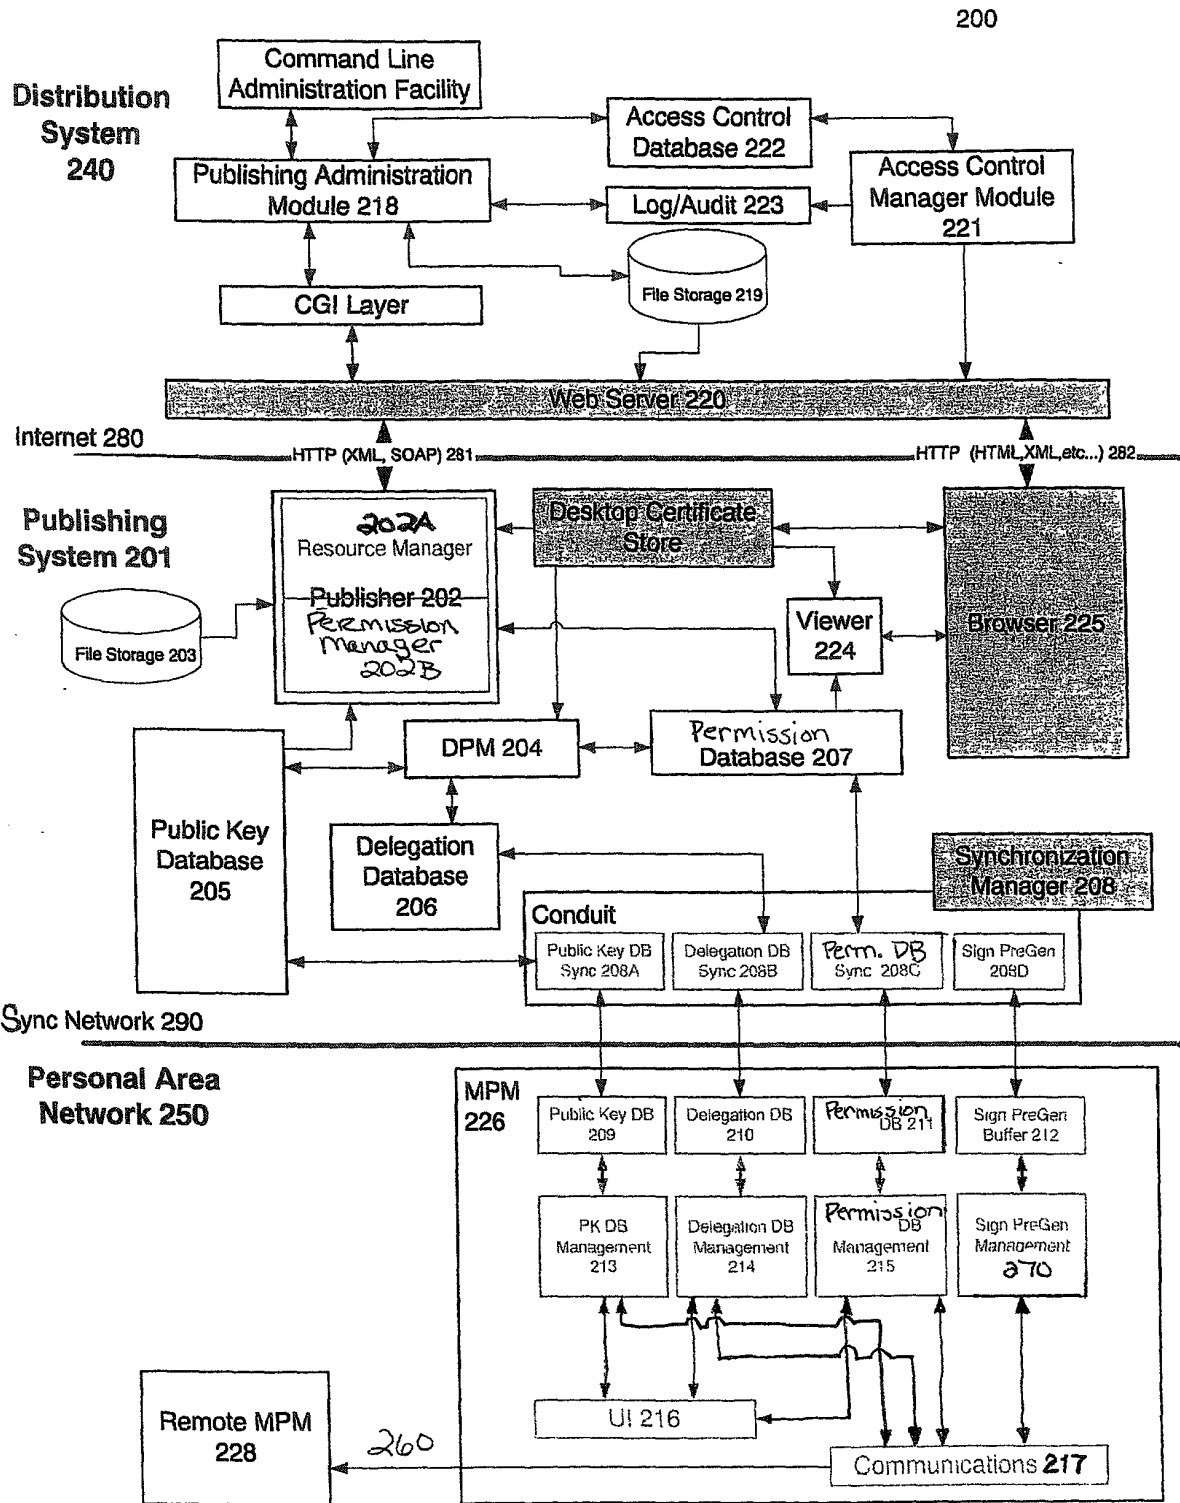 200
Command Line
Administration Facility
Distribution
System
240
Access Control
Database 222
Publishing Administration
Module 218
Log/Audit 223
Access Control
Manager Module
221
File Storage 219
CGI Layer
Web Server 220
Internet 280
HTTP (XML, SOAP) 281
HTTP (HTML,XML,etc...) 282
Publishing
System 201
202A
Resource Manager
Publisher 202
Permission
Manager
202B
Desktop Certificate
Store
File Storage 203
Viewer
224
Browser 225
DPM 204
Permission
Database 207
Public Key
Database
205
Delegation
Database
206
Synchronization
Manager 208
Conduit
Public Key DB
Sync 208A
Delegation DB
Sync 208B
Perm. DB
Sync 208C
Sign PreGen
208D
Sync Network 290
Personal Area
Network 250
MPM
226
Public Key DB
209
Delegation DB
210
Permission
DB 211
Sign PreGen
Buffer 212
PK DB
Management
213
Delegation DB
Management
214
Permission
DB
Management
215
Sign PreGen
Management
270
UI 216
Remote MPM
228
260
Communications 217